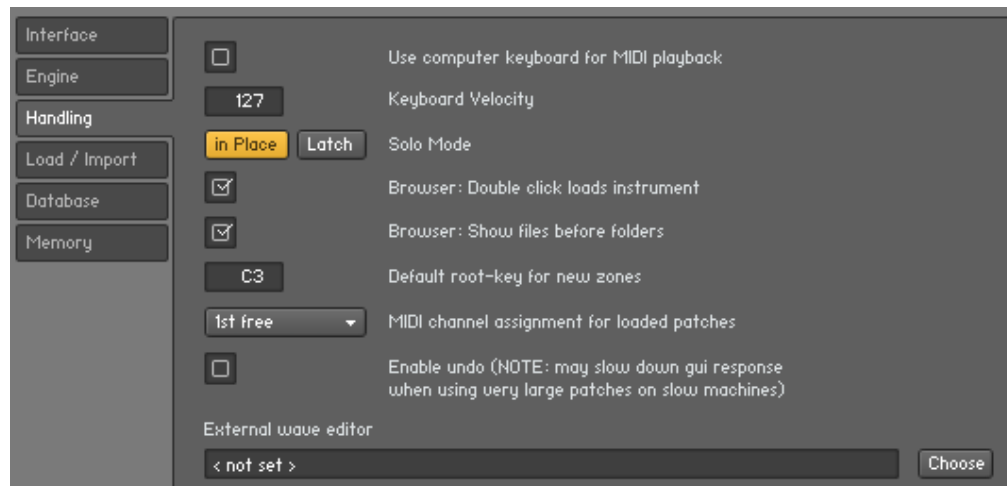 Interface
Engine
Handling
Load / Import
Database
Memory
Use computer keyboard for MIDI playback
127 Keyboard Velocity
in Place Latch Solo Mode
Browser: Double click loads instrument
Browser: Show files before folders
C3 Default root-key for new zones
1st free MIDI channel assignment for loaded patches
Enable undo (NOTE: may slow down gui response
when using very large patches on slow machines)
External wave editor
< not set > Choose